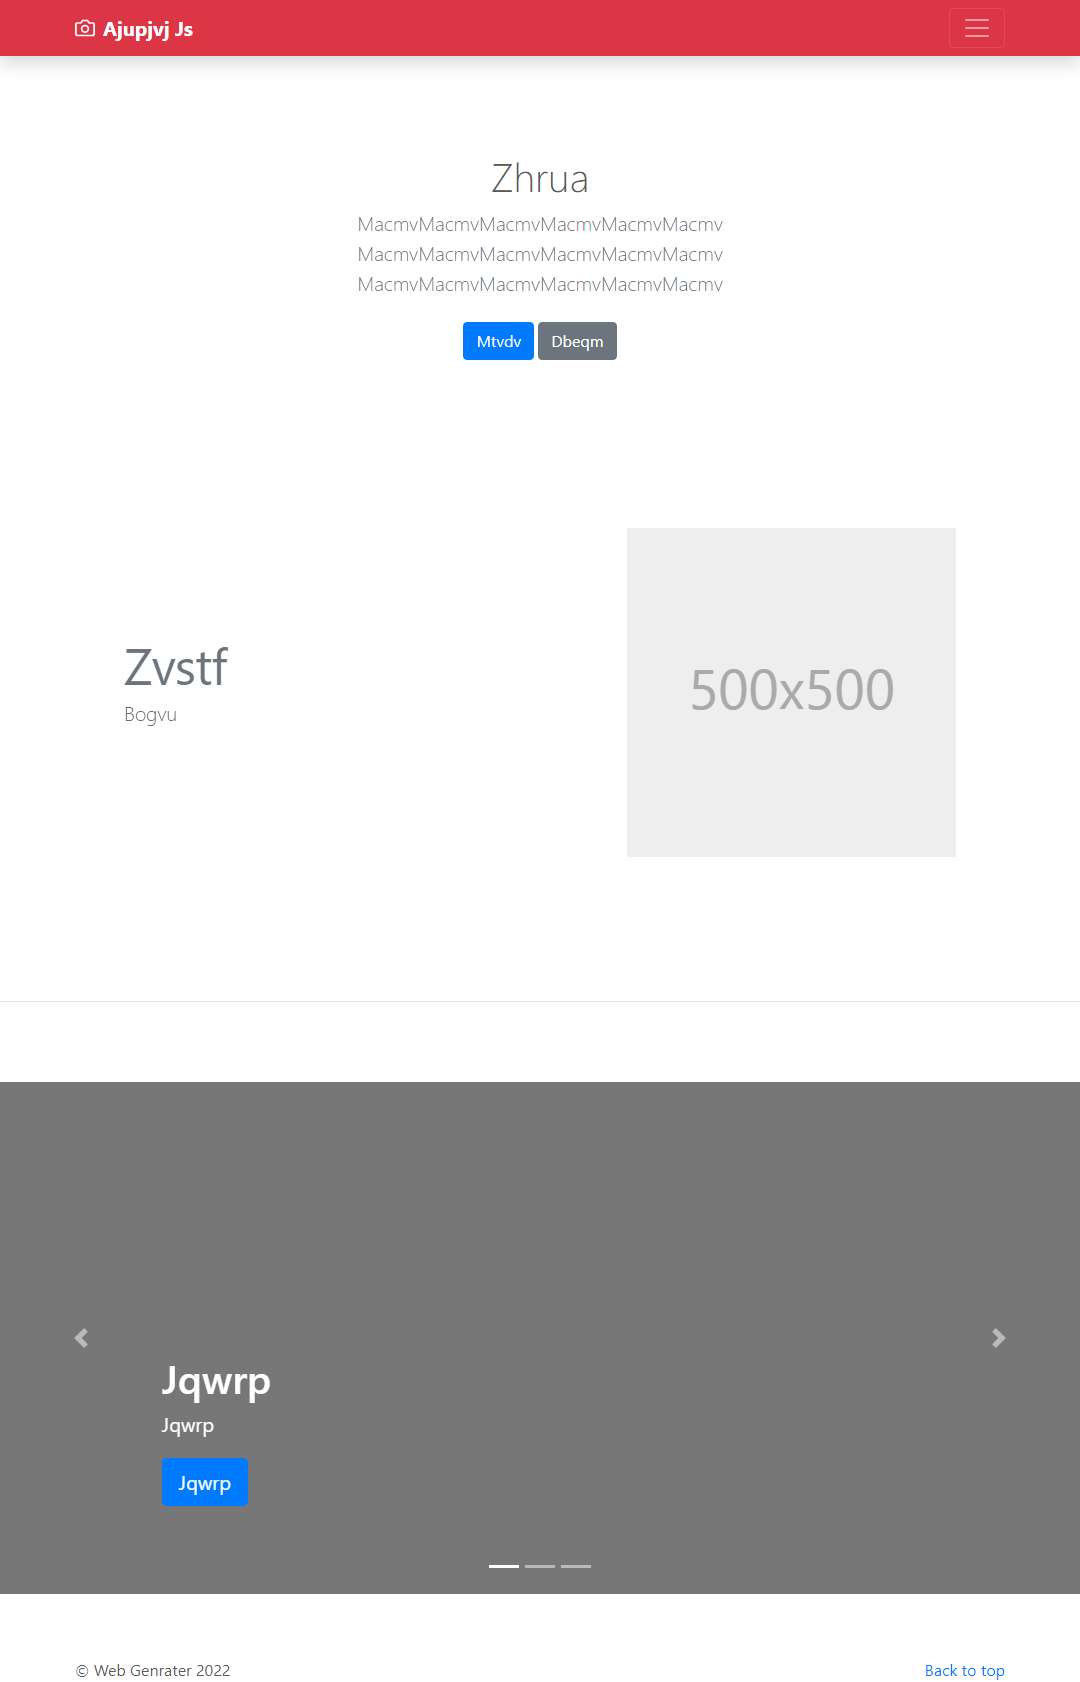 Ajupjvj Js
Zhrua
MacmvMacmvMacmvMacmvMacmvMacmv
MacmvMacmvMacmvMacmvMacmvMacmv
MacmvMacmvMacmvMacmvMacmvMacmv
Mtvdv Dbeqm
Zvstf
Bogvu
500x500
Jqwrp
Jqwrp
Jqwrp
© Web Genrater 2022 Back to top